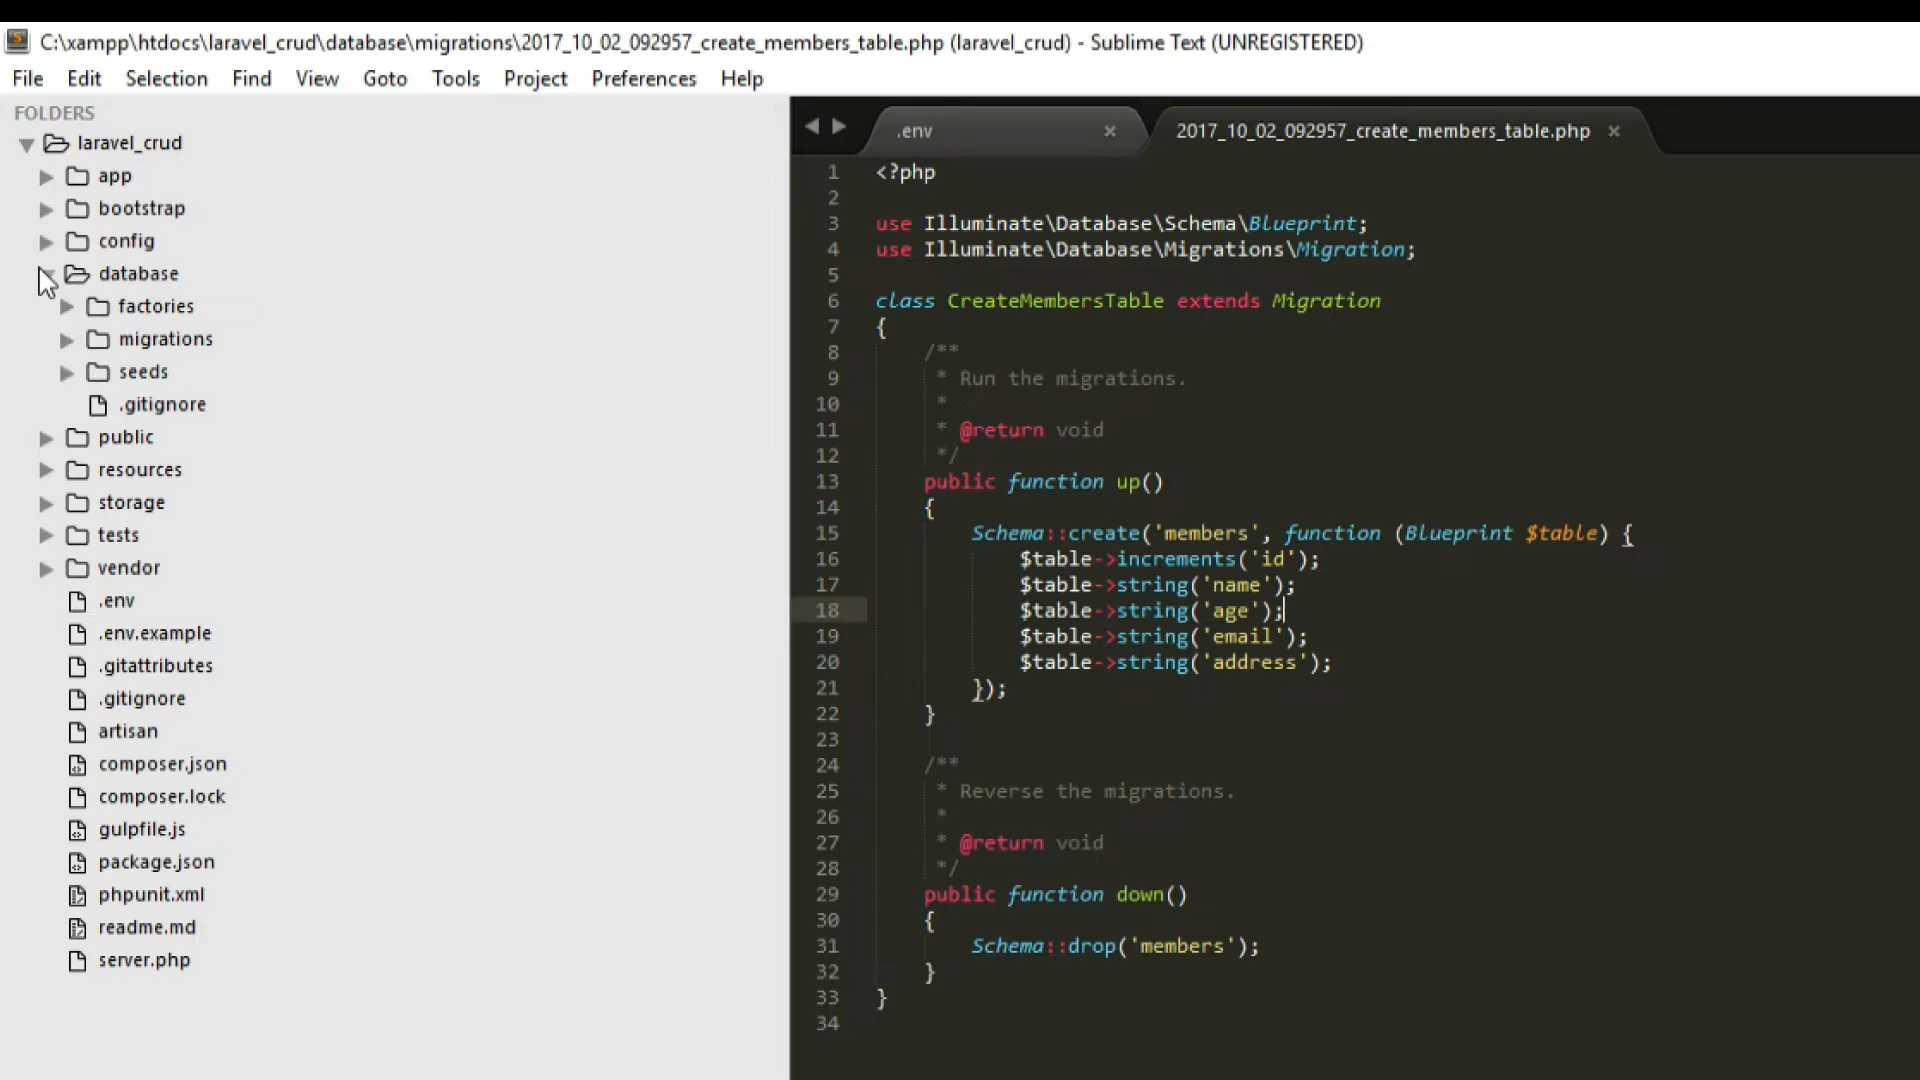 C:\xampp\htdocs\laravel_crud\database\migrations\2017_10_02_092957_create_members_table.php (laravel_crud) - Sublime Text (UNREGISTERED)
File Edit Selection Find View Goto Tools Project Preferences Help
FOLDERS
laravel_crud
app
bootstrap
config
database
factories
migrations
seeds
.gitignore
public
resources
storage
tests
vendor
.env
.env.example
.gitattributes
.gitignore
artisan
composer.json
composer.lock
gulpfile.js
package.json
phpunit.xml
readme.md
server.php
.env × 2017_10_02_092957_create_members_table.php ×
1 <?php
2
3 use Illuminate\Database\Schema\Blueprint;
4 use Illuminate\Database\Migrations\Migration;
5
6 class CreateMembersTable extends Migration
7 {
8     /**
9      * Run the migrations.
10      *
11      * @return void
12      */
13     public function up()
14     {
15         Schema::create('members', function (Blueprint $table) {
16             $table->increments('id');
17             $table->string('name');
18             $table->string('age');
19             $table->string('email');
20             $table->string('address');
21         });
22     }
23
24     /**
25      * Reverse the migrations.
26      *
27      * @return void
28      */
29     public function down()
30     {
31         Schema::drop('members');
32     }
33 }
34